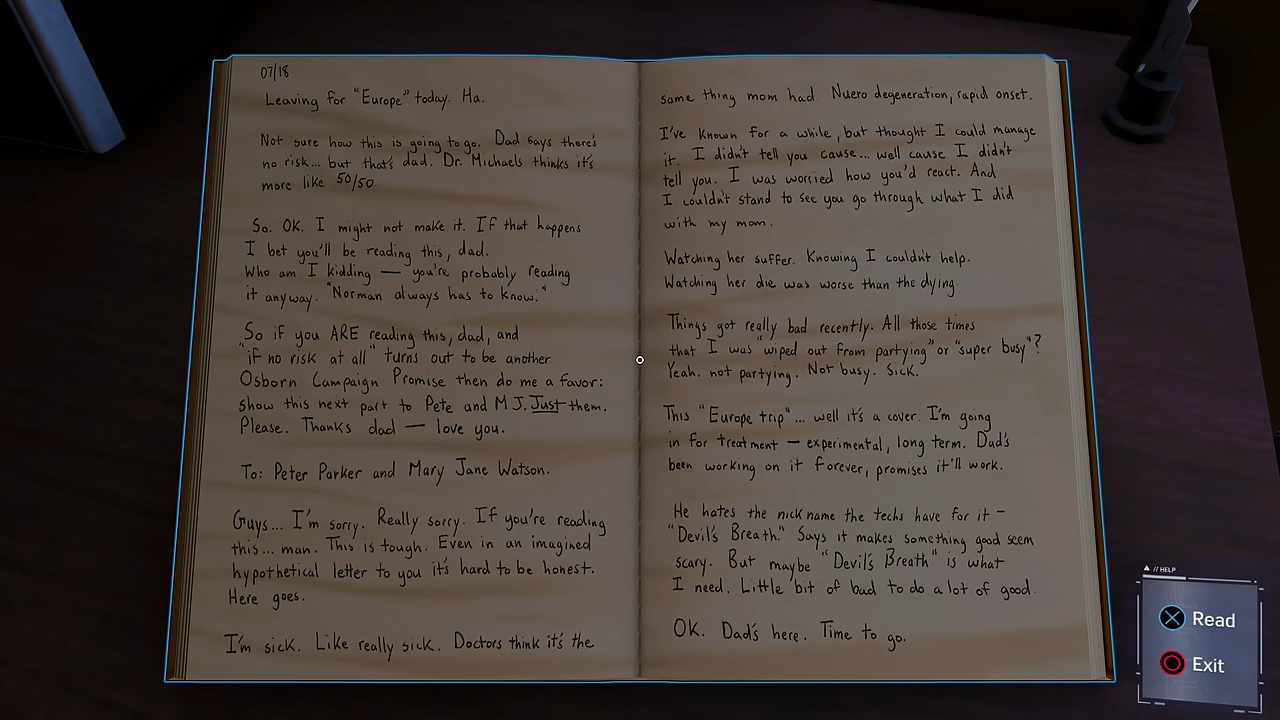 07/18
Leaving for "Europe" today. Ha.
Not sure how this is going to go. Dad says there's
no risk... but that's dad. Dr. Michaels thinks it's
more like 50/50.
So. OK. I might not make it. If that happens
I bet you'll be reading this, dad.
Who am I kidding — you're probably reading
it anyway. "Norman always has to know."
So if you ARE reading this, dad, and
"if no risk at all" turns out to be another
Osborn Campaign Promise then do me a favor:
show this next part to Pete and MJ. Just them.
Please. Thanks dad — love you.
To: Peter Parker and Mary Jane Watson.
Guys... I'm sorry. Really sorry. If you're reading
this... man. This is tough. Even in an imagined
hypothetical letter to you it's hard to be honest.
Here goes.
I'm sick. Like really sick. Doctors think it's the
same thing mom had. Nuero degeneration, rapid onset.
I've known for a while, but thought I could manage
it. I didn't tell you cause... well cause I didn't
tell you. I was worried how you'd react. And
I couldn't stand to see you go through what I did
with my mom.
Watching her suffer. Knowing I couldn't help.
Watching her die was worse than the dying.
Things got really bad recently. All those times
that I was "wiped out from partying" or "super busy"?
Yeah. not partying. Not busy. Sick.
This "Europe trip"... well it's a cover. I'm going
in for treatment — experimental, long term. Dad's
been working on it forever, promises it'll work.
He hates the nickname the techs have for it –
"Devil's Breath." Says it makes something good seem
scary. But maybe "Devil's Breath" is what
I need. Little bit of bad to do a lot of good.
OK. Dad's here. Time to go.
// HELP
Read
Exit